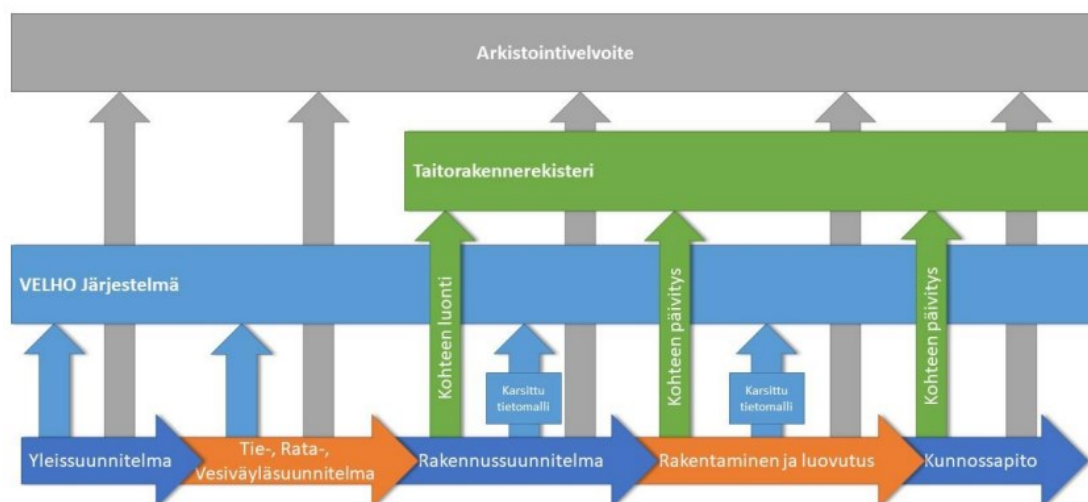 Arkistointivelvoite
Taitorakennerekisteri
VELHO Järjestelmä
Kohteen luonti
Kohteen päivitys
Kohteen päivitys
Karsittu
tietomalli
Karsittu
tietomalli
Yleissuunnitelma
Tie-, Rata-,
Vesiväyläsuunnitelma
Rakennussuunnitelma
Rakentaminen ja luovutus
Kunnossapito